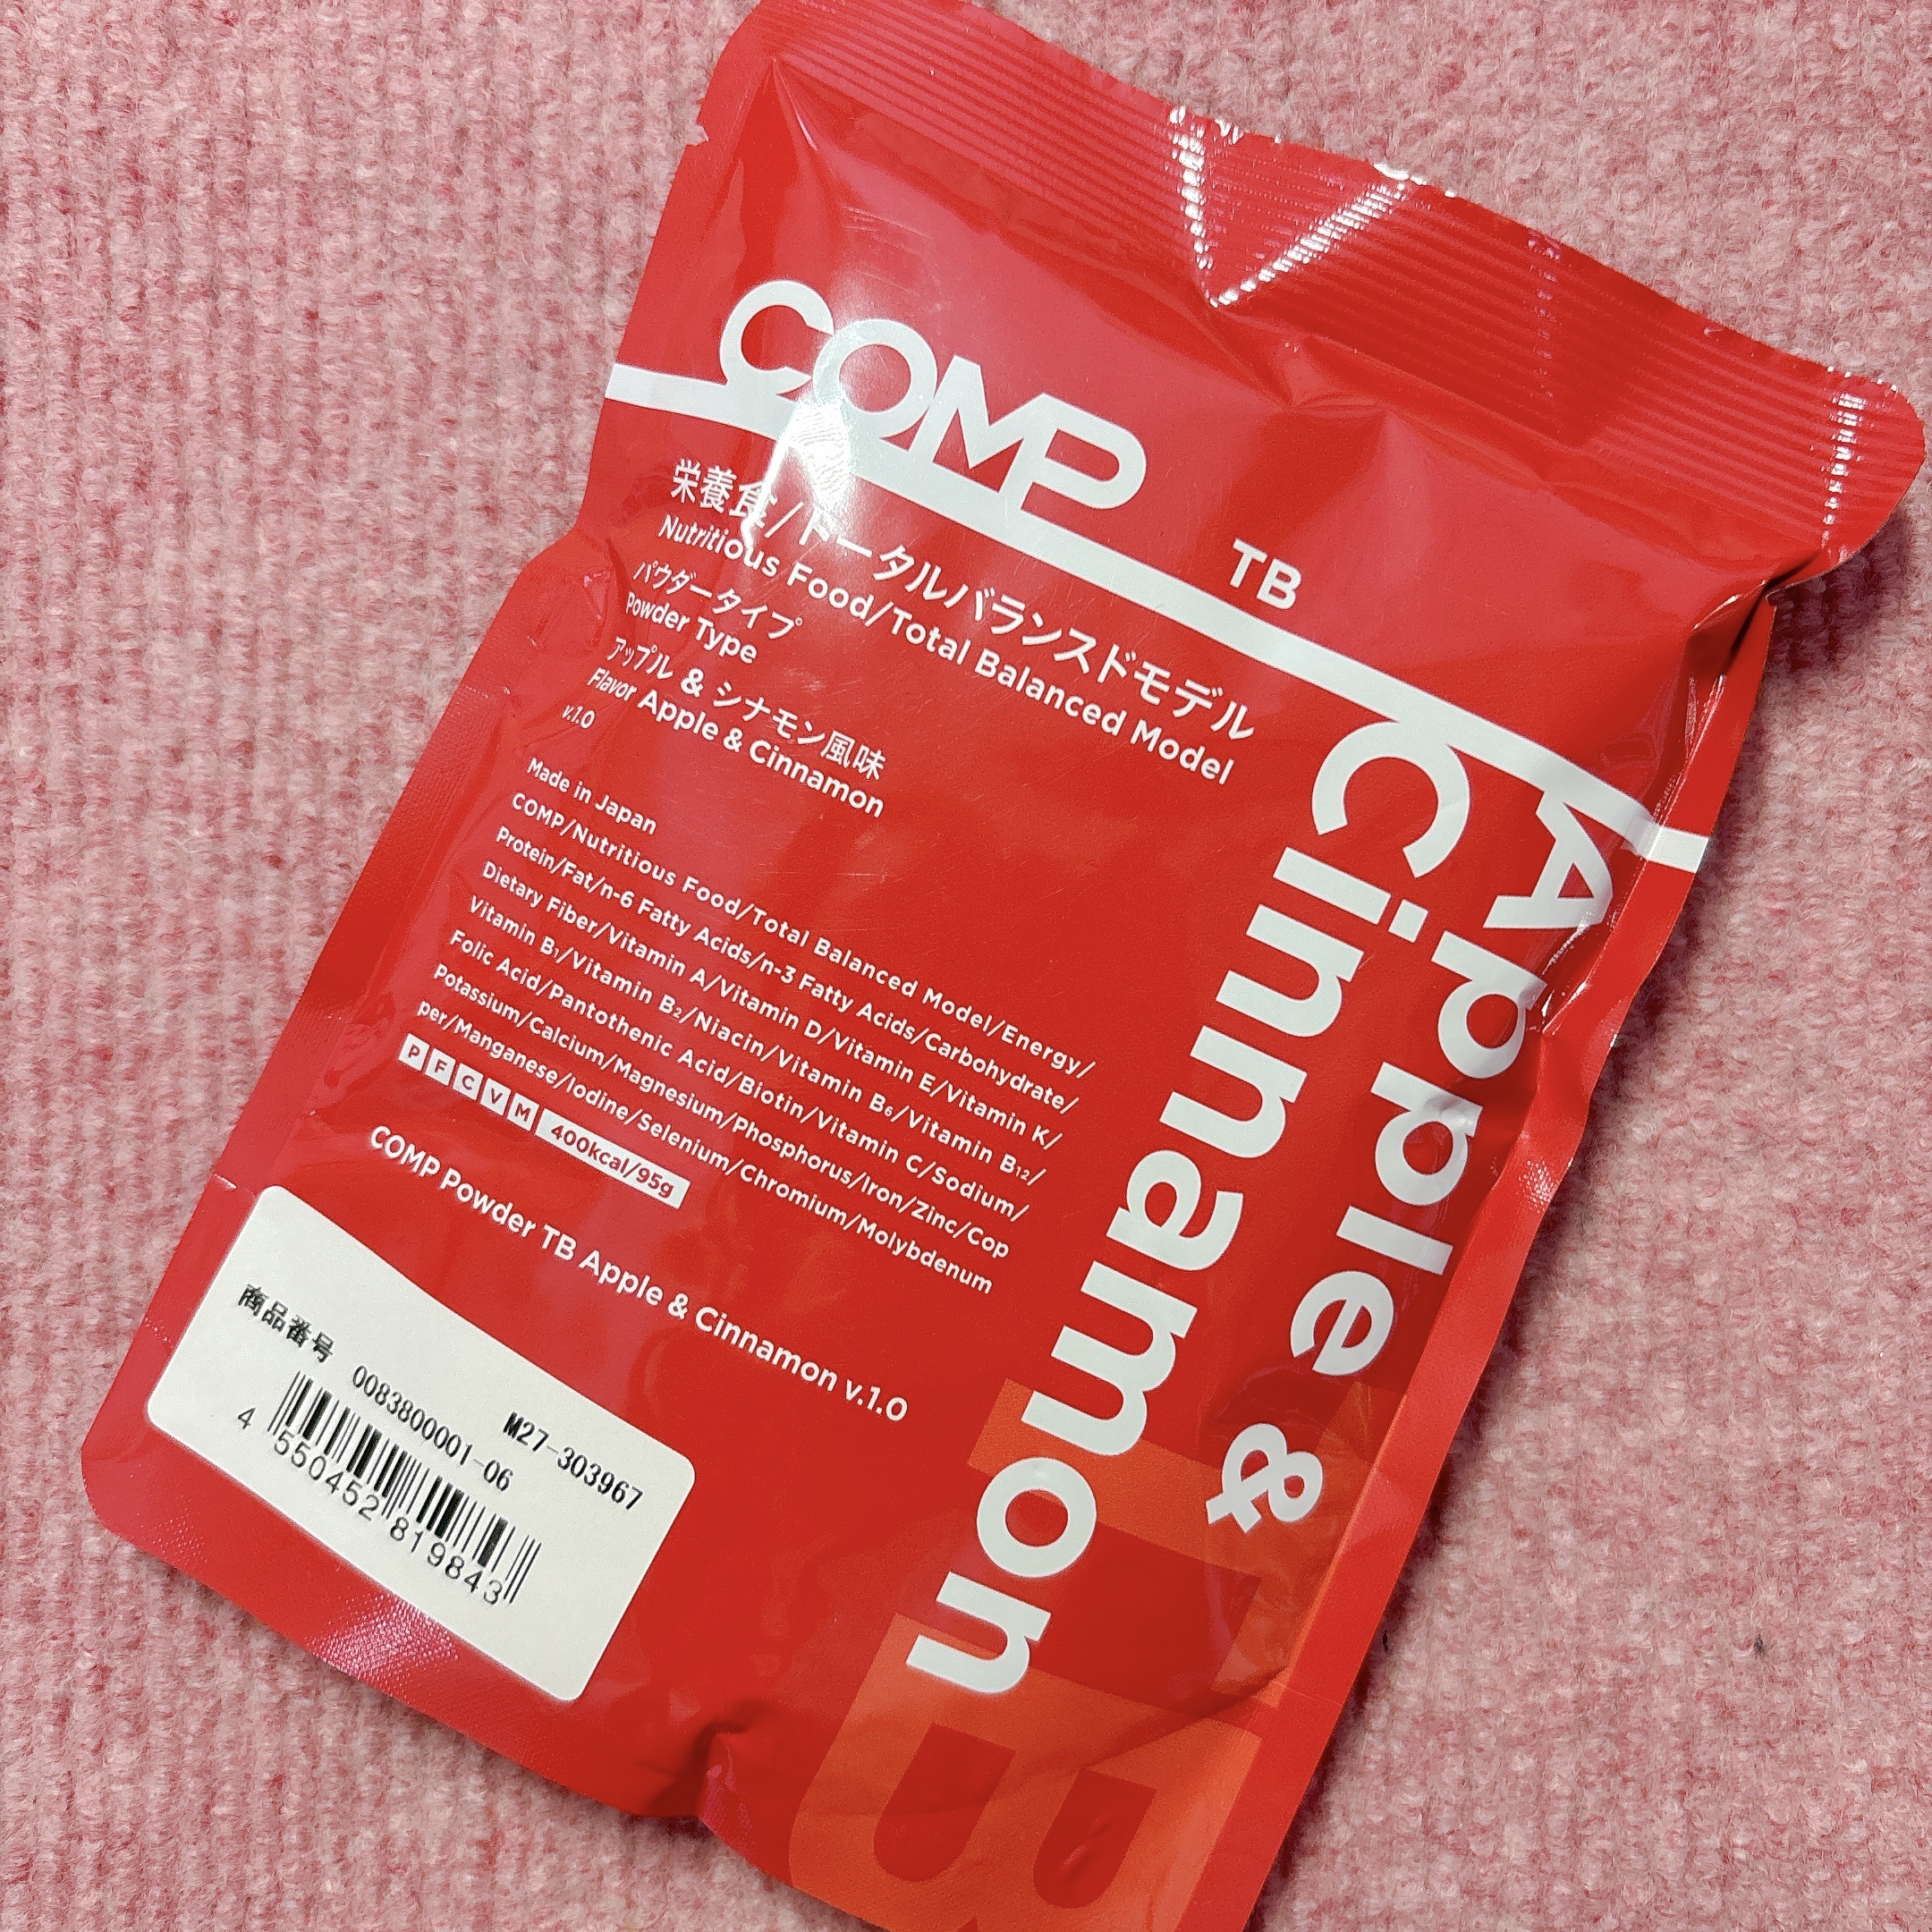 COMP
TB
栄養食/トータルバランスドモデル
Nutritious Food/Total Balanced Model
パウダータイプ
Powder Type
アップル & シナモン風味
Flavor Apple & Cinnamon
v.1.0
Made in Japan
COMP/Nutritious Food/Total Balanced Model/Energy/
Protein/Fat/n-6 Fatty Acids/n-3 Fatty Acids/Carbohydrate/
Dietary Fiber/Vitamin A/Vitamin D/Vitamin E/Vitamin K/
Vitamin B₁/Vitamin B₂/Niacin/Vitamin B₆/Vitamin B₁₂/
Folic Acid/Pantothenic Acid/Biotin/Vitamin C/Sodium/
Potassium/Calcium/Magnesium/Phosphorus/Iron/Zinc/Cop
per/Manganese/Iodine/Selenium/Chromium/Molybdenum
P F C V M 400kcal/95g
COMP Powder TB Apple & Cinnamon v.1.0
Apple &
Cinnamon
TB
M27-303967
商品番号 0083800001-06
4 550452 819843